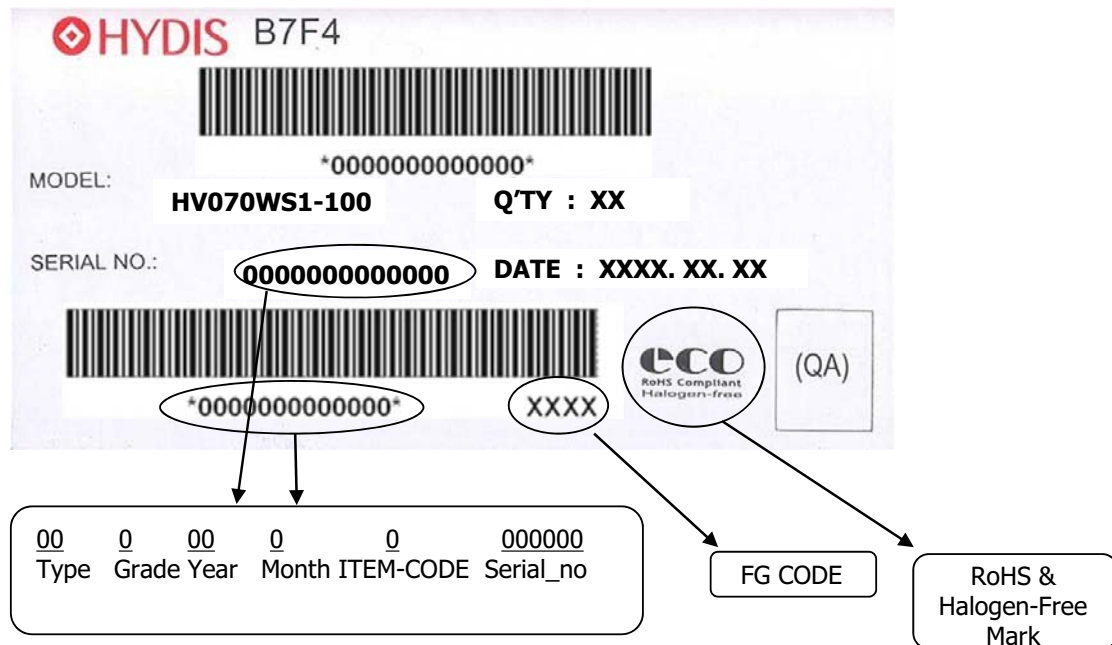 HYDIS B7F4
*0000000000000*
MODEL:
HV070WS1-100 Q'TY : XX
SERIAL NO.:
0000000000000 DATE : XXXX. XX. XX
eco
RoHS Compliant
Halogen-free
(QA)
*0000000000000* XXXX
00 0 00 0 0 000000
Type Grade Year Month ITEM-CODE Serial_no
FG CODE
RoHS &
Halogen-Free
Mark